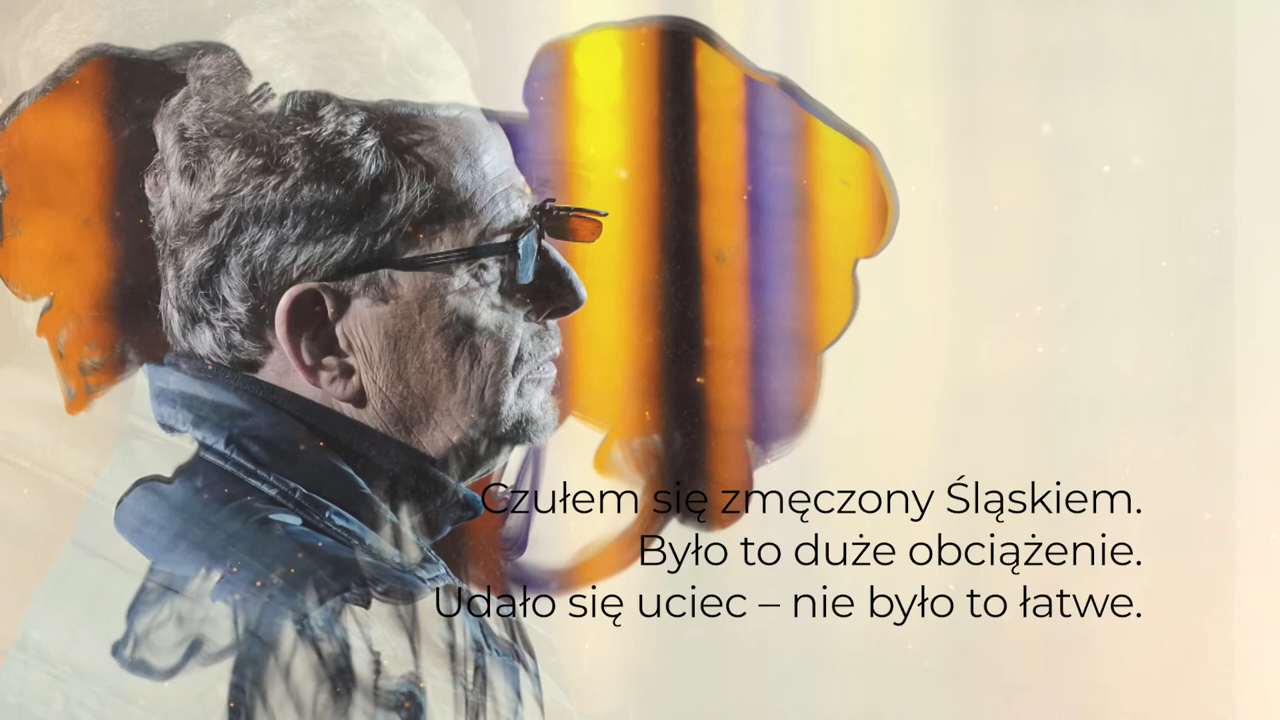 Czułem się zmęczony Śląskiem.
Było to duże obciążenie.
Udało się uciec – nie było to łatwe.